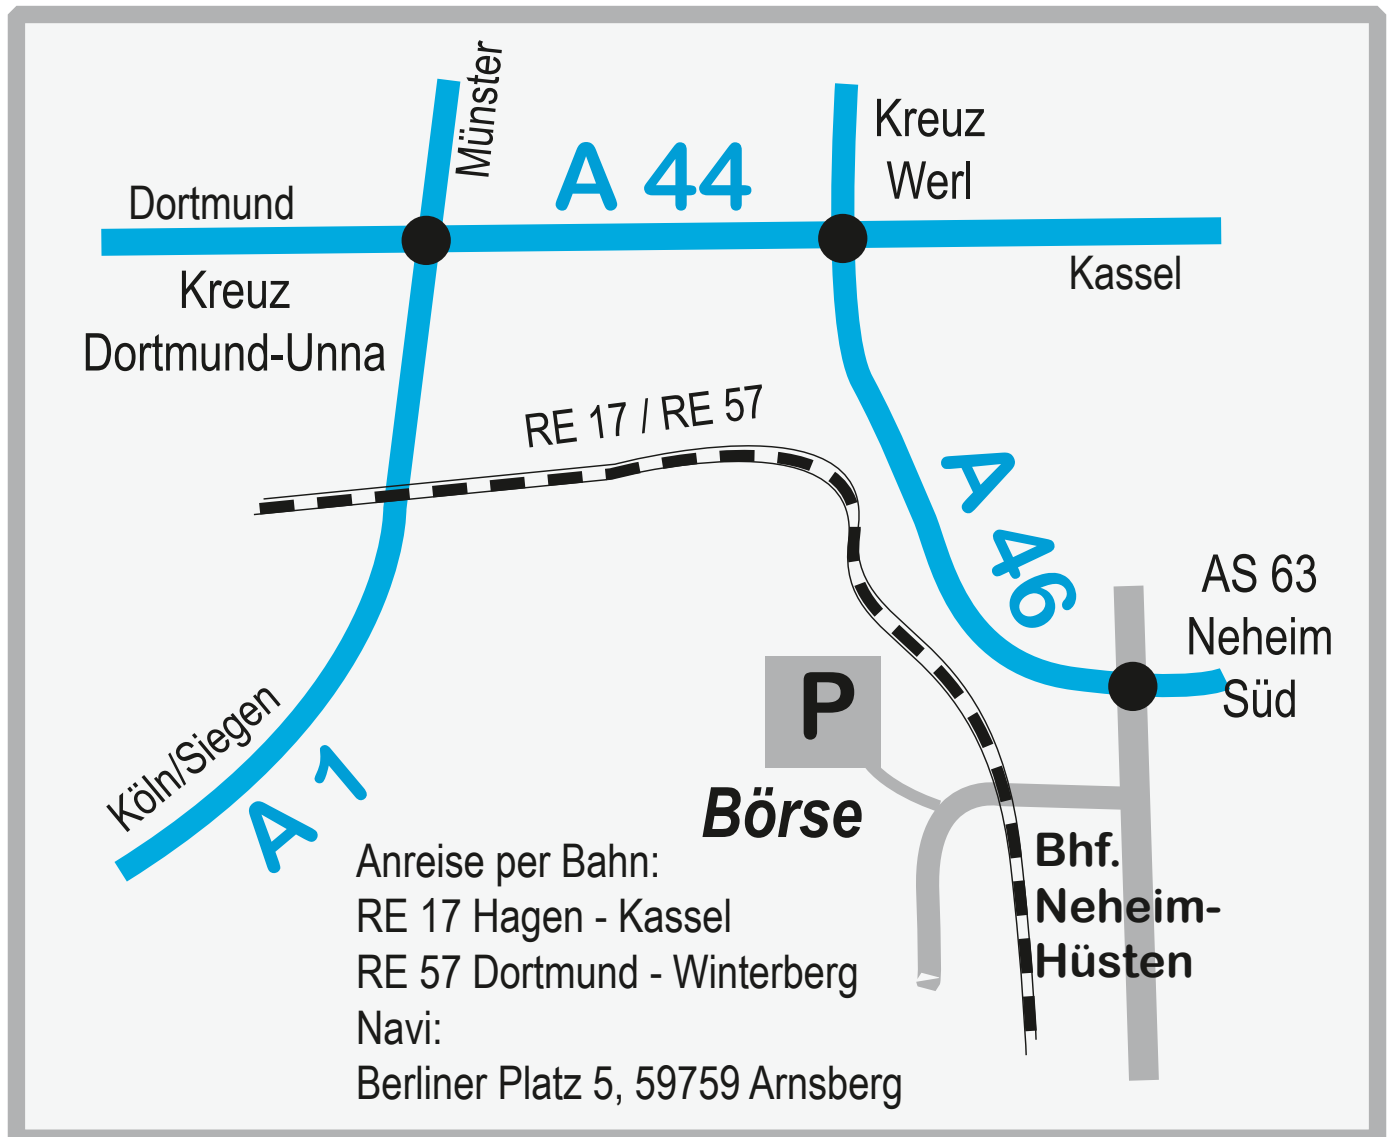 Münster
A 44
Kreuz
Werl
Dortmund
Kassel
Kreuz
Dortmund-Unna
RE 17 / RE 57
A 46
AS 63
Neheim
Süd
P
Börse
Köln/Siegen
A 1
Bhf.
Neheim-
Hüsten
Anreise per Bahn:
RE 17 Hagen - Kassel
RE 57 Dortmund - Winterberg
Navi:
Berliner Platz 5, 59759 Arnsberg